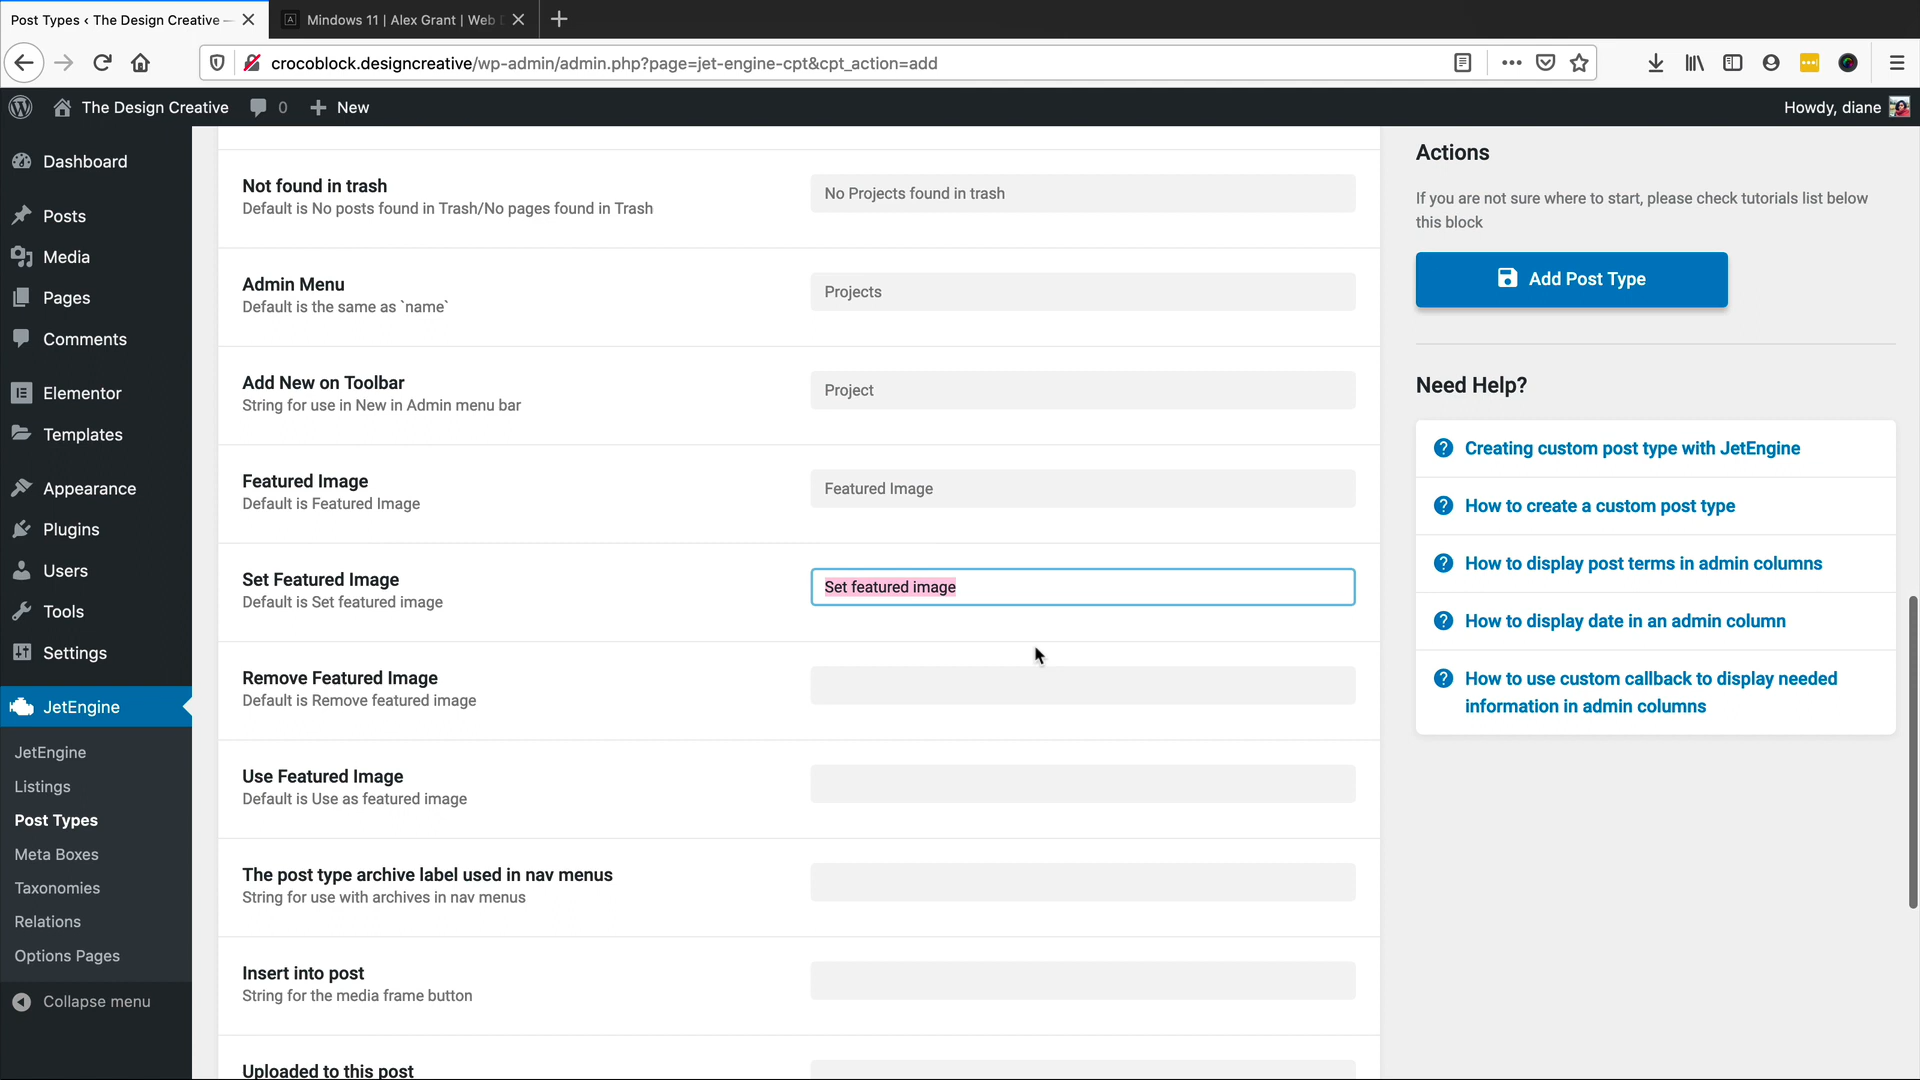 Post Types ‹ The Design Creative —
Mindows 11 | Alex Grant | Web
crocoblock.designcreative/wp-admin/admin.php?page=jet-engine-cpt&cpt_action=add
The Design Creative
0
New
Howdy, diane
Dashboard
Posts
Media
Pages
Comments
Elementor
Templates
Appearance
Plugins
Users
Tools
Settings
JetEngine
JetEngine
Listings
Post Types
Meta Boxes
Taxonomies
Relations
Options Pages
Collapse menu
Not found in trash
Default is No posts found in Trash/No pages found in Trash
No Projects found in trash
Admin Menu
Default is the same as `name`
Projects
Add New on Toolbar
String for use in New in Admin menu bar
Project
Featured Image
Default is Featured Image
Featured Image
Set Featured Image
Default is Set featured image
Set featured image
Remove Featured Image
Default is Remove featured image
Use Featured Image
Default is Use as featured image
The post type archive label used in nav menus
String for use with archives in nav menus
Insert into post
String for the media frame button
Uploaded to this post
Actions
If you are not sure where to start, please check tutorials list below
this block
Add Post Type
Need Help?
Creating custom post type with JetEngine
How to create a custom post type
How to display post terms in admin columns
How to display date in an admin column
How to use custom callback to display needed
information in admin columns